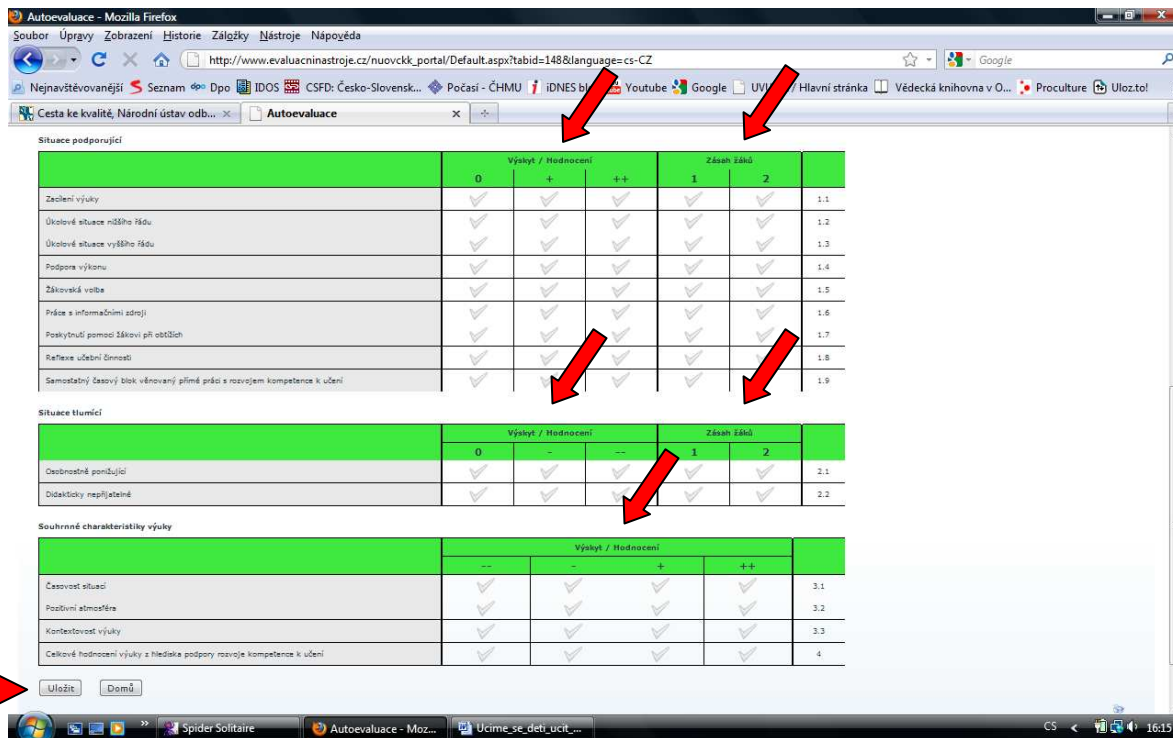 Autoevaluace - Mozilla Firefox
Soubor Úpravy Zobrazení Historie Záložky Nástroje Nápověda
http://www.evaluacninastroje.cz/nuovckk_portal/Default.aspx?tabid=148&language=cs-CZ
Google
Nejnavštěvovanější Seznam Dpo IDOS CSFD: Česko-Slovensk... Počasí - ČHMU iDNES Youtube Google / Hlavní stránka Vědecká knihovna v O... Proculture Uloz.to!
Cesta ke kvalitě, Národní ústav odb... Autoevaluace
Situace podporující
Výskyt / Hodnocení Zásah žáků
0 + ++ 1 2
Zacílení výuky 1.1
Úkolové situace nižšího řádu 1.2
Úkolové situace vyššího řádu 1.3
Podpora výkonu 1.4
Žákovská volba 1.5
Práce s informačními zdroji 1.6
Poskytnutí pomoci žákovi při obtížích 1.7
Reflexe učební činnosti 1.8
Samostatný časový blok věnovaný přímé práci s rozvojem kompetence k učení 1.9
Situace tlumící
Výskyt / Hodnocení Zásah žáků
0 - -- 1 2
Osobnostně ponižující 2.1
Didakticky nepřijatelné 2.2
Souhrnné charakteristiky výuky
Výskyt / Hodnocení
-- - + ++
Časovost situací 3.1
Pozitivní atmosféra 3.2
Kontextovost výuky 3.3
Celkové hodnocení výuky z hlediska podpory rozvoje kompetence k učení 4
Uložit Domů
Spider Solitaire Autoevaluace - Moz... Ucime_se_deti_ucit_... CS 16:15